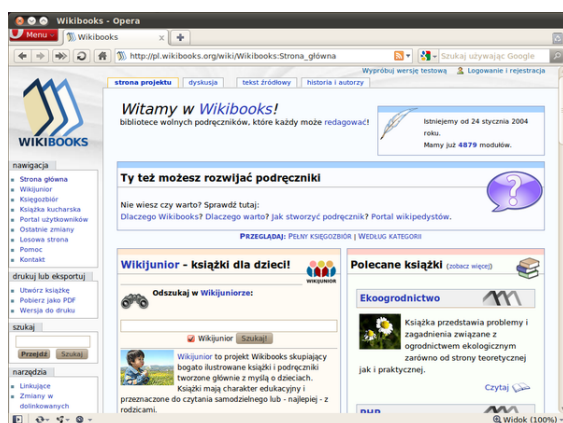 Wikibooks - Opera
Menu
Wikibooks
http://pl.wikibooks.org/wiki/Wikibooks:Strona_główna
Szukaj używając Google
Wypróbuj wersję testową
Logowanie i rejestracja
strona projektu
dyskusja
tekst źródłowy
historia i autorzy
WIKIBOOKS
Witamy w Wikibooks!
bibliotece wolnych podręczników, które każdy może redagować!
Istniejemy od 24 stycznia 2004
roku.
Mamy już 4879 modułów.
nawigacja
Strona główna
Wikijunior
Księgozbiór
Książka kucharska
Portal użytkowników
Ostatnie zmiany
Losowa strona
Pomoc
Kontakt
drukuj lub eksportuj
Utwórz książkę
Pobierz jako PDF
Wersja do druku
szukaj
Przejdź
Szukaj
narzędzia
Linkujące
Zmiany w
dolinkowanych
Ty też możesz rozwijać podręczniki
Nie wiesz czy warto? Sprawdź tutaj:
Dlaczego Wikibooks? Dlaczego warto? Jak stworzyć podręcznik? Portal wikipedystów.
PRZEGLĄDAJ: PEŁNY KSIĘGOZBIÓR | WEDŁUG KATEGORII
Wikijunior - książki dla dzieci!
WIKIJUNIOR
Odszukaj w Wikijuniorze:
Wikijunior
Szukaj!
Wikijunior to projekt Wikibooks skupiający
bogato ilustrowane książki i podręczniki
tworzone głównie z myślą o dzieciach.
Książki mają charakter edukacyjny i
przeznaczone do czytania samodzielnego lub - najlepiej - z
rodzicami.
Polecane książki (zobacz więcej)
Ekoogrodnictwo
Książka przedstawia problemy i
zagadnienia związane z
ogrodnictwem ekologicznym
zarówno od strony teoretycznej
jak i praktycznej.
Czytaj
PHP
Widok (100%)